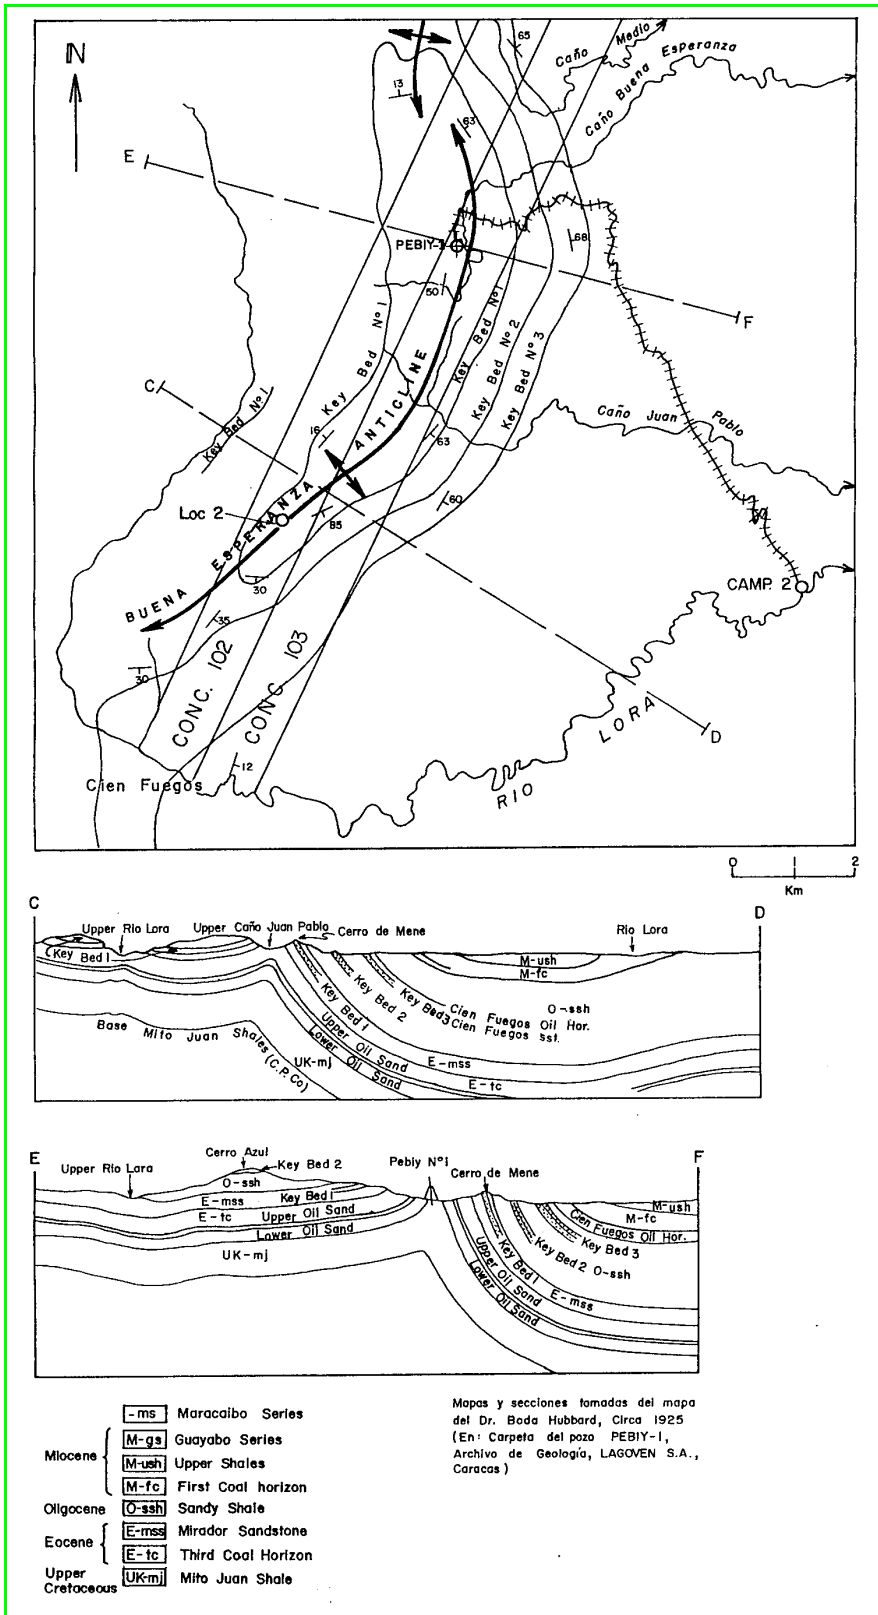 N
65
Caño Medio
Caño Buena Esperanza
13
63
E
68
PEBIY-1
50
F
Key Bed Nº 1
Key Bed Nº 1
Key Bed Nº 2
Key Bed Nº 3
C
Key Bed Nº 1
16
63
Caño Juan Pablo
Loc 2
85
60
BUENA ESPERANZA ANTICLINE
30
35
30
CAMP. 2
CONC. 102
CONC 103
12
D
RIO LORA
Cien Fuegos
0 1 2
Km
C
D
Upper Rio Lora
Upper Caño Juan Pablo
Cerro de Mene
Rio Lora
Key Bed 1
M-ush
M-fc
Key Bed 1
Key Bed 2
Key Bed3
Cien Fuegos Oil Hor.
Cien Fuegos sst.
O-ssh
Base Mito Juan Shales
(C.P. Co)
UK-mj
Upper Oil Sand
Lower Oil Sand
E-mss
E-tc
E
F
Upper Rio Lara
Cerro Azul
Key Bed 2
Pebiy Nº1
Cerro de Mene
O-ssh
E-mss
Key Bed 1
E-tc
Upper Oil Sand
Lower Oil Sand
UK-mj
M-ush
M-fc
Cien Fuegos Oil Hor.
Key Bed 3
Key Bed 2
O-ssh
Key Bed 1
E-mss
Upper Oil Sand
Lower Oil Sand
-ms Maracaibo Series
Miocene
M-gs Guayabo Series
M-ush Upper Shales
M-fc First Coal horizon
Oligocene O-ssh Sandy Shale
Eocene
E-mss Mirador Sandstone
E-tc Third Coal Horizon
Upper Cretaceous UK-mj Mito Juan Shale
Mapas y secciones tomadas del mapa
del Dr. Boda Hubbard, Circa 1925
(En: Carpeta del pozo PEBIY-1,
Archivo de Geología, LAGOVEN S.A.,
Caracas)